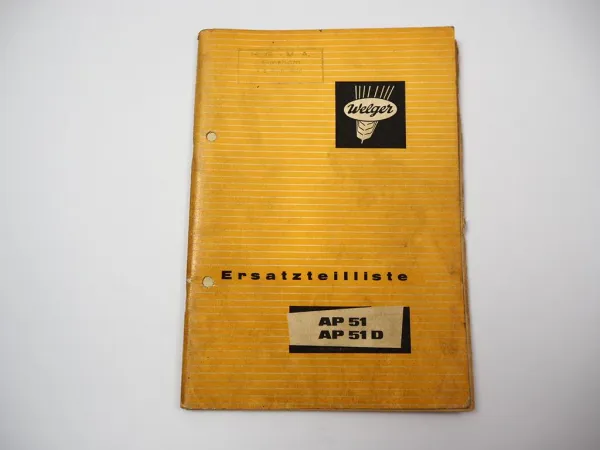 Welger
Ersatzteilliste
AP 51
AP 51 D